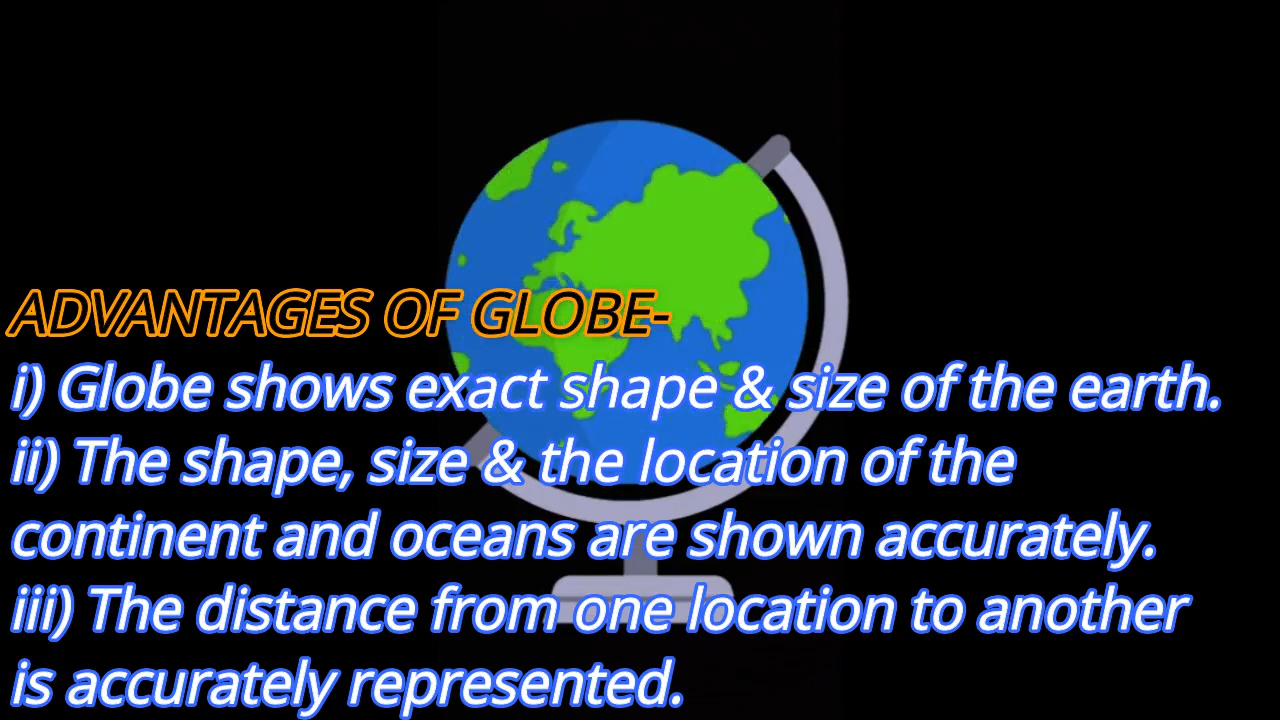 ADVANTAGES OF GLOBE-
i) Globe shows exact shape & size of the earth.
ii) The shape, size & the location of the
continent and oceans are shown accurately.
iii) The distance from one location to another
is accurately represented.